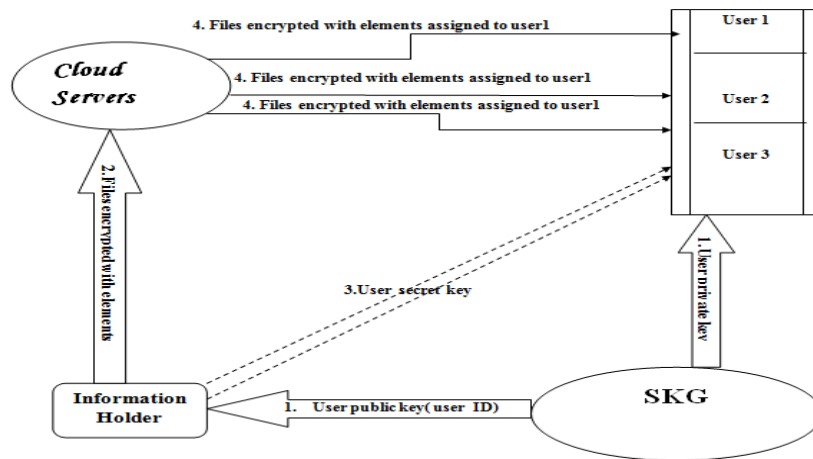 4. Files encrypted with elements assigned to user1
User 1
Cloud
Servers
4. Files encrypted with elements assigned to user1
4. Files encrypted with elements assigned to user1
User 2
User 3
2.Files encrypted with elements
3.User secret key
1.User private key
Information
Holder
1. User public key( user ID)
SKG